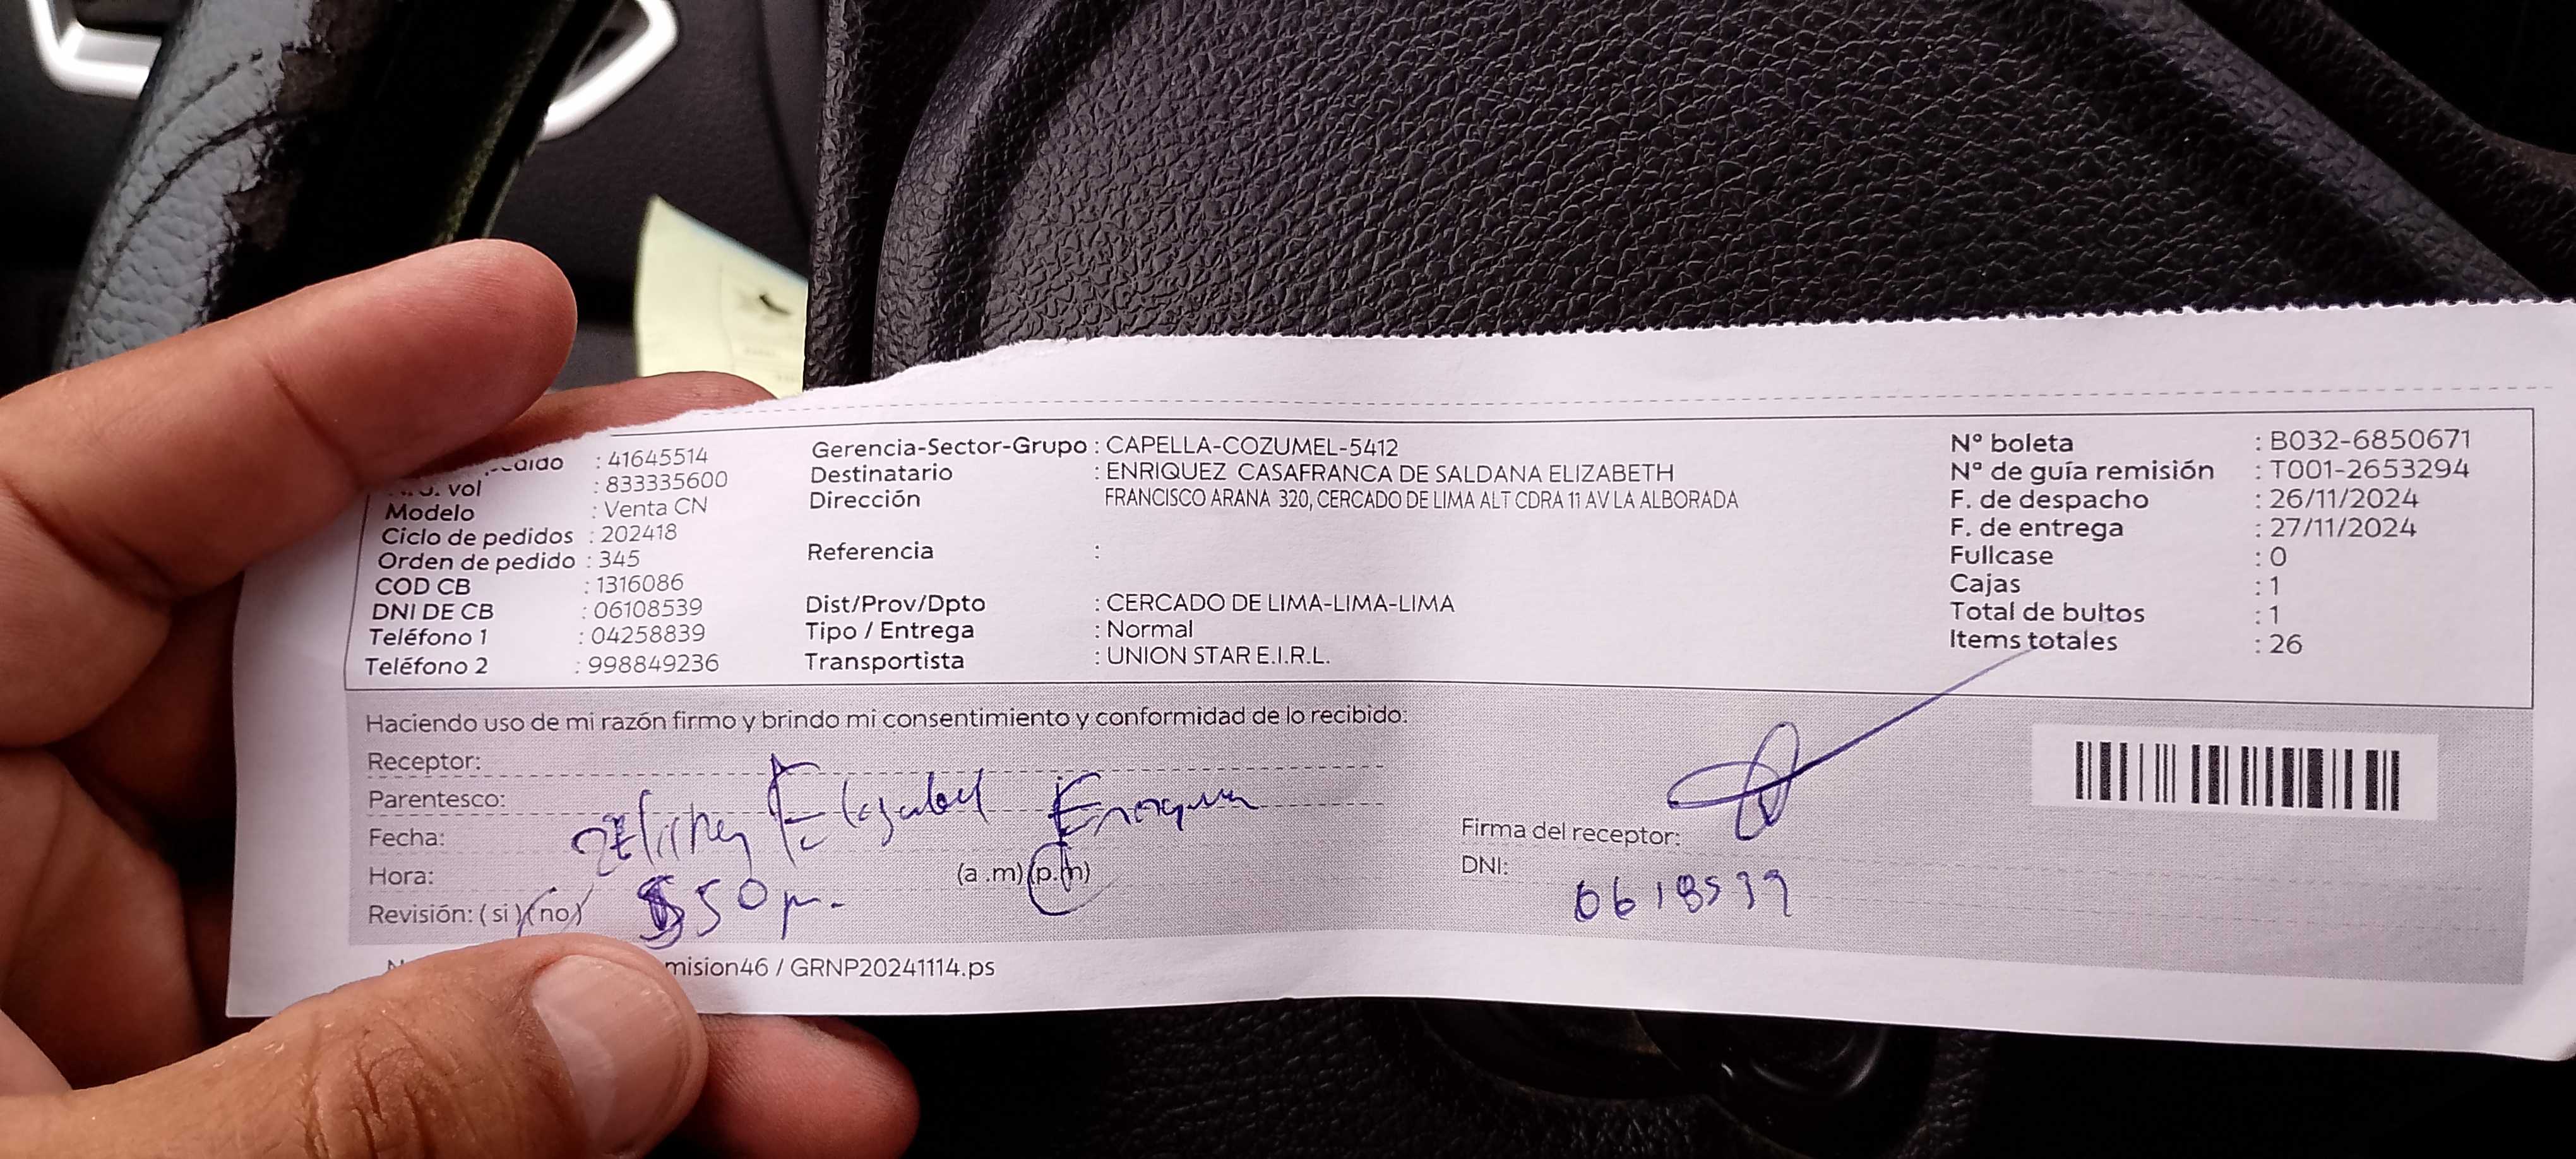 pedido : 41645514
vol : 833335600
Modelo : Venta CN
Ciclo de pedidos : 202418
Orden de pedido : 345
COD CB : 1316086
DNI DE CB : 06108539
Teléfono 1 : 04258839
Teléfono 2 : 998849236
Gerencia-Sector-Grupo : CAPELLA-COZUMEL-5412
Destinatario : ENRIQUEZ CASAFRANCA DE SALDANA ELIZABETH
Dirección FRANCISCO ARANA 320, CERCADO DE LIMA ALT CDRA 11 AV LA ALBORADA
Referencia :
Dist/Prov/Dpto : CERCADO DE LIMA-LIMA-LIMA
Tipo / Entrega : Normal
Transportista : UNION STAR E.I.R.L.
Nº boleta : B032-6850671
Nº de guía remisión : T001-2653294
F. de despacho : 26/11/2024
F. de entrega : 27/11/2024
Fullcase : 0
Cajas : 1
Total de bultos : 1
Items totales : 26
Haciendo uso de mi razón firmo y brindo mi consentimiento y conformidad de lo recibido:
Receptor:
Parentesco:
Fecha:
Hora: (a .m) (p.m)
Revisión: ( si ) (no) 50
Firma del receptor:
DNI: 0618539
mision46 / GRNP20241114.ps